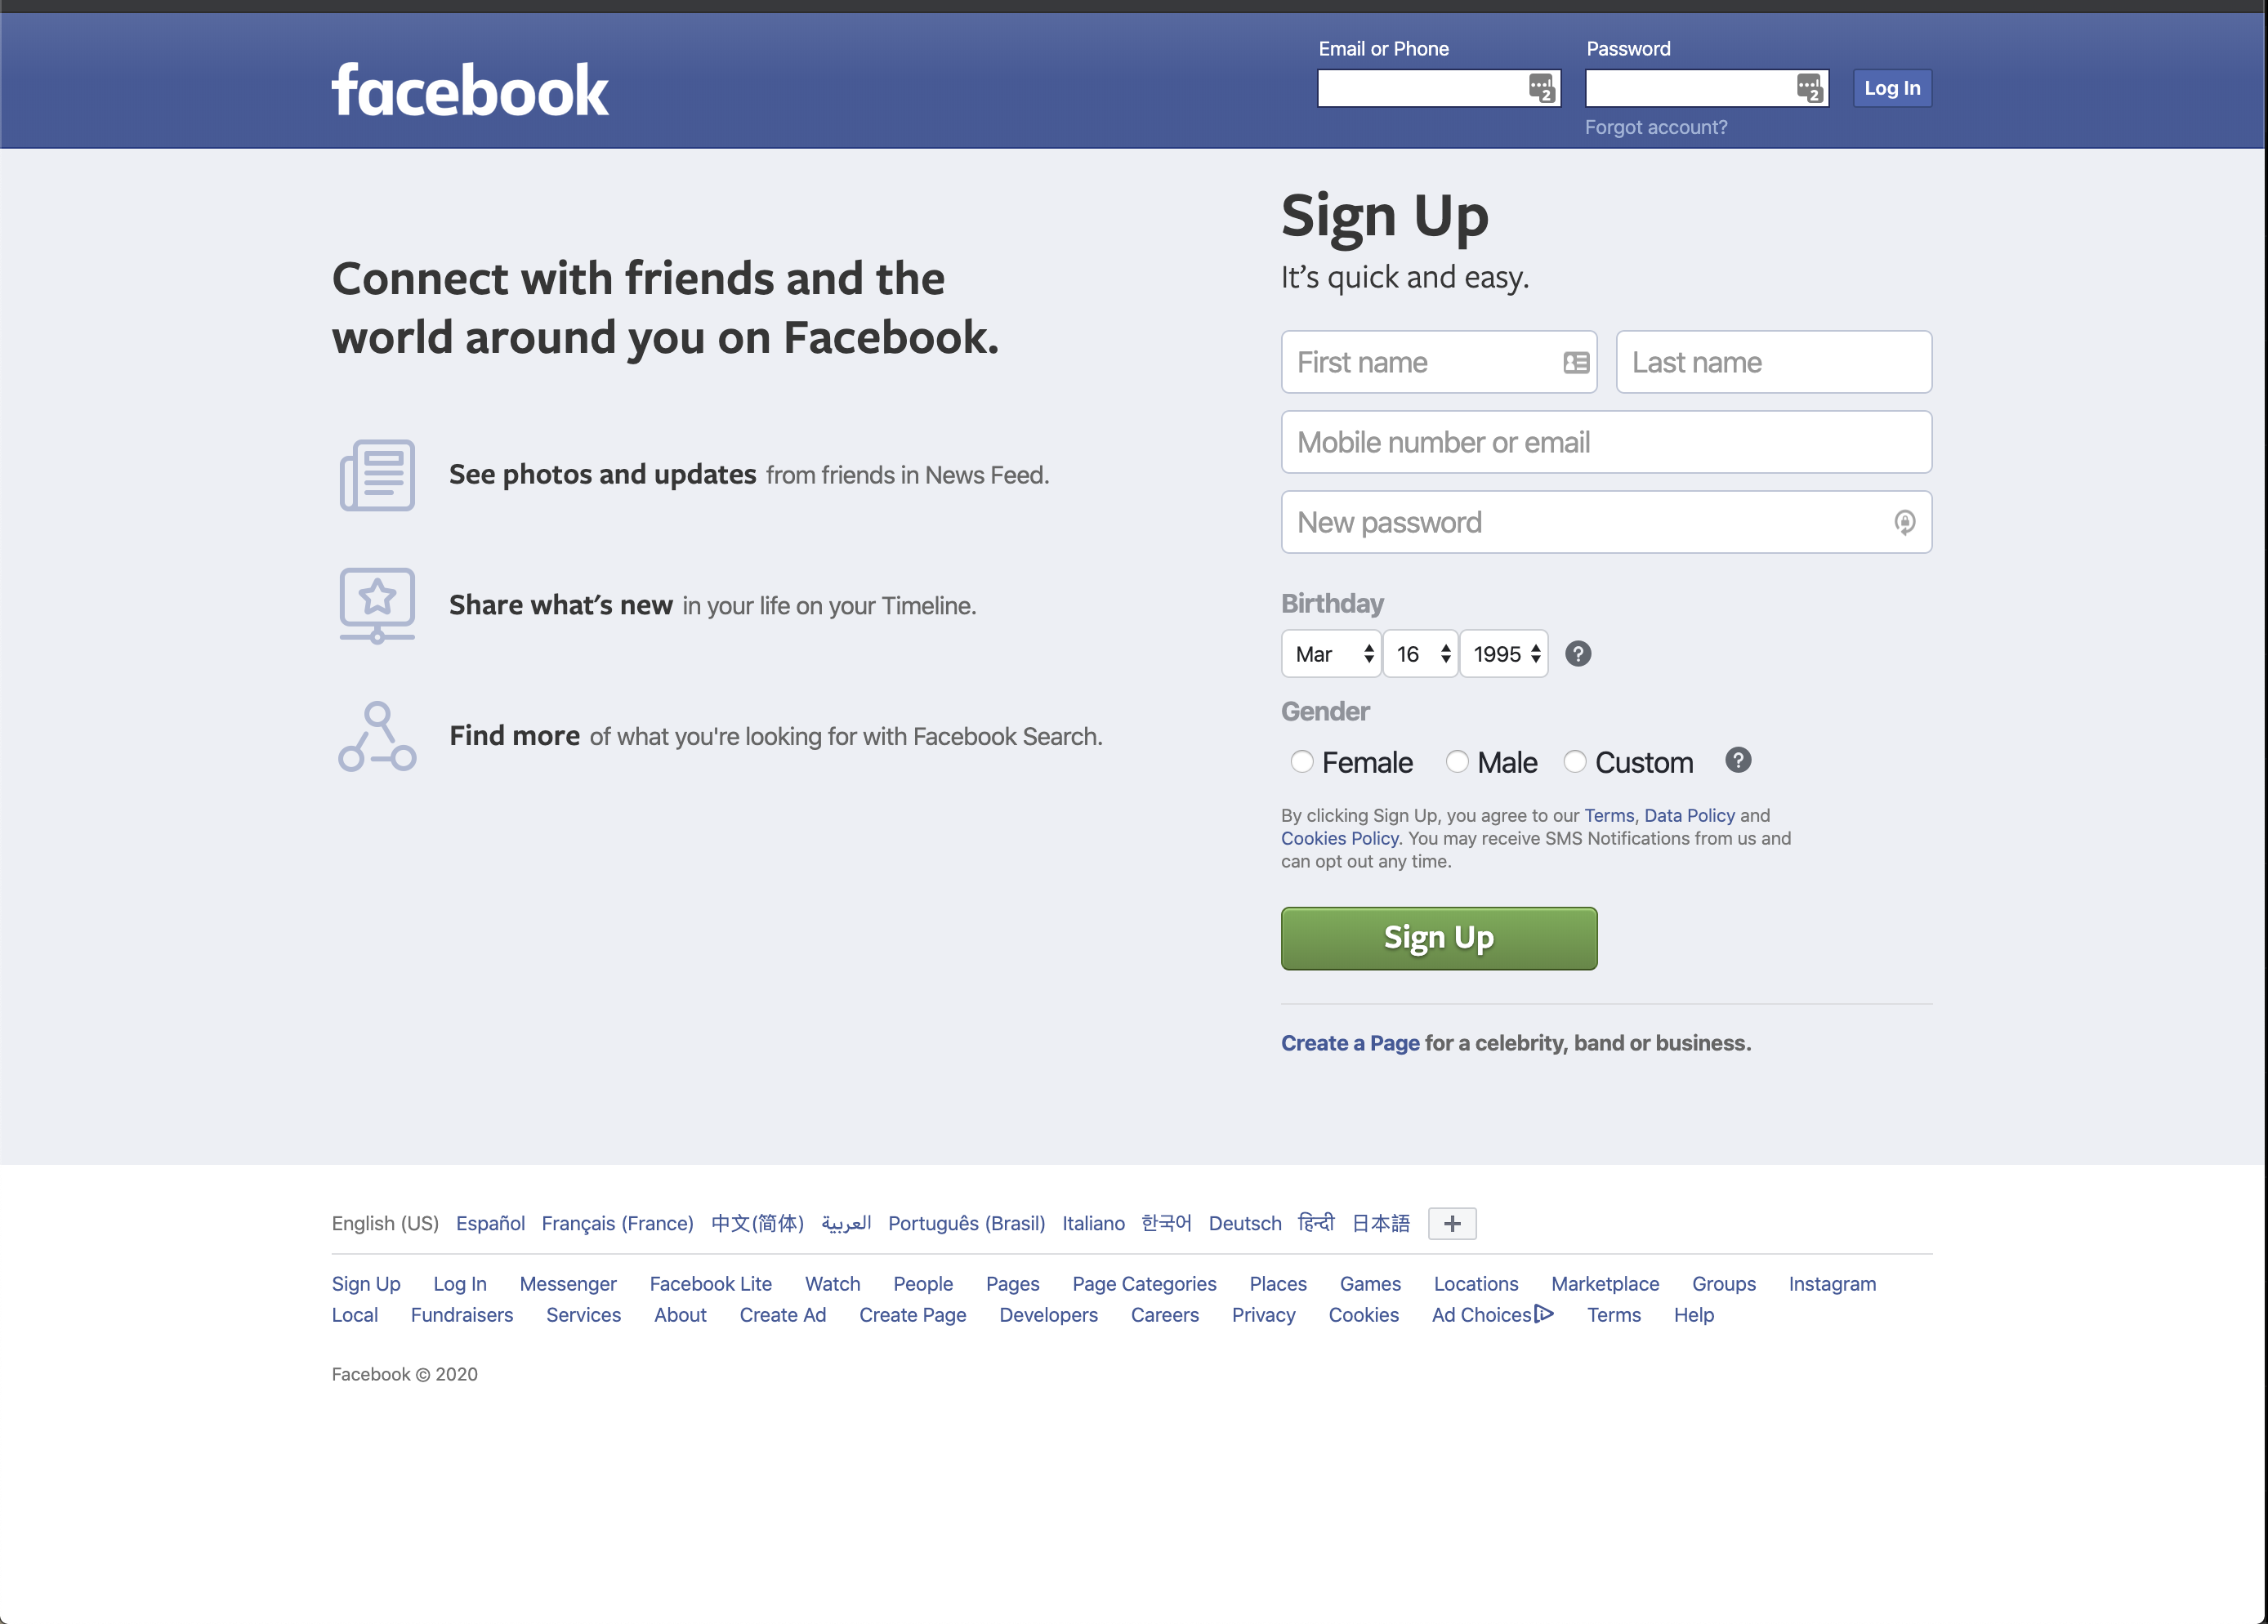 facebook
Email or Phone
Password
2
2
Log In
Forgot account?
Connect with friends and the
world around you on Facebook.
See photos and updates from friends in News Feed.
Share what's new in your life on your Timeline.
Find more of what you're looking for with Facebook Search.
Sign Up
It's quick and easy.
First name
Last name
Mobile number or email
New password
Birthday
Mar 16 1995 ?
Gender
Female Male Custom ?
By clicking Sign Up, you agree to our Terms, Data Policy and
Cookies Policy. You may receive SMS Notifications from us and
can opt out any time.
Sign Up
Create a Page for a celebrity, band or business.
English (US) Español Français (France) 中文(简体) العربية Português (Brasil) Italiano 한국어 Deutsch हिन्दी 日本語 +
Sign Up Log In Messenger Facebook Lite Watch People Pages Page Categories Places Games Locations Marketplace Groups Instagram
Local Fundraisers Services About Create Ad Create Page Developers Careers Privacy Cookies Ad Choices Terms Help
Facebook © 2020